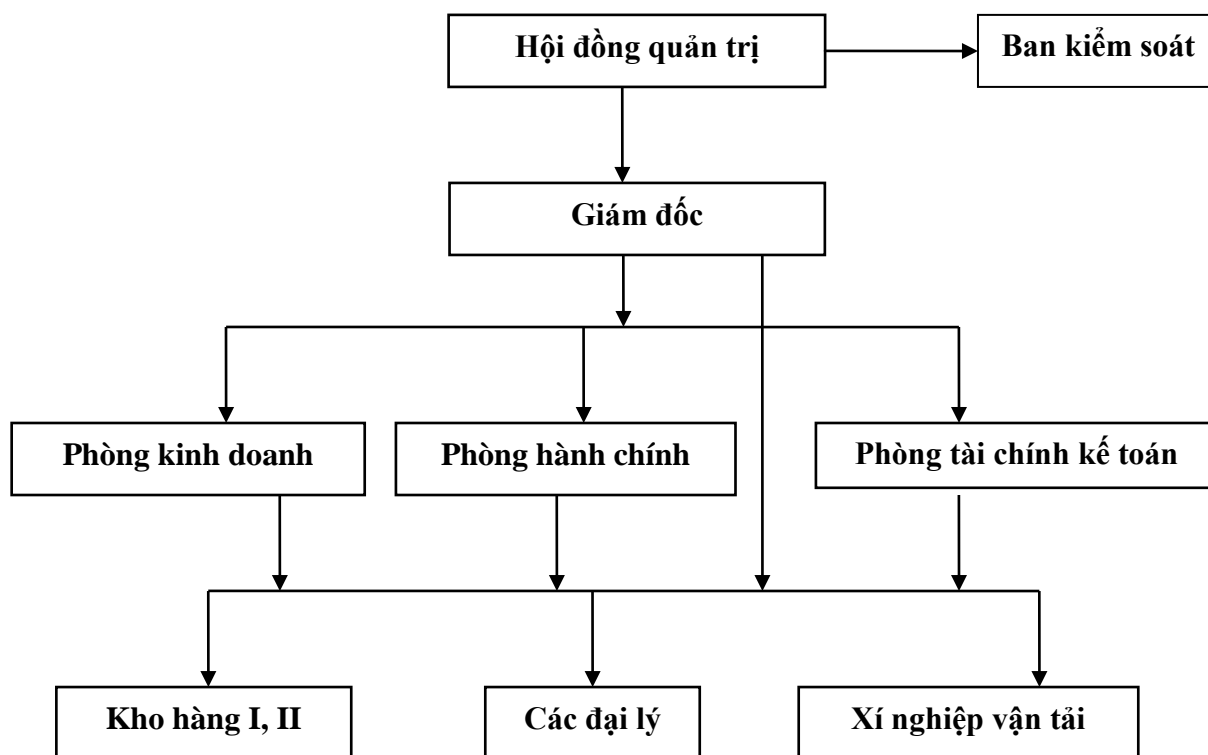 Hội đồng quản trị
Ban kiểm soát
Giám đốc
Phòng kinh doanh
Phòng hành chính
Phòng tài chính kế toán
Kho hàng I, II
Các đại lý
Xí nghiệp vận tải